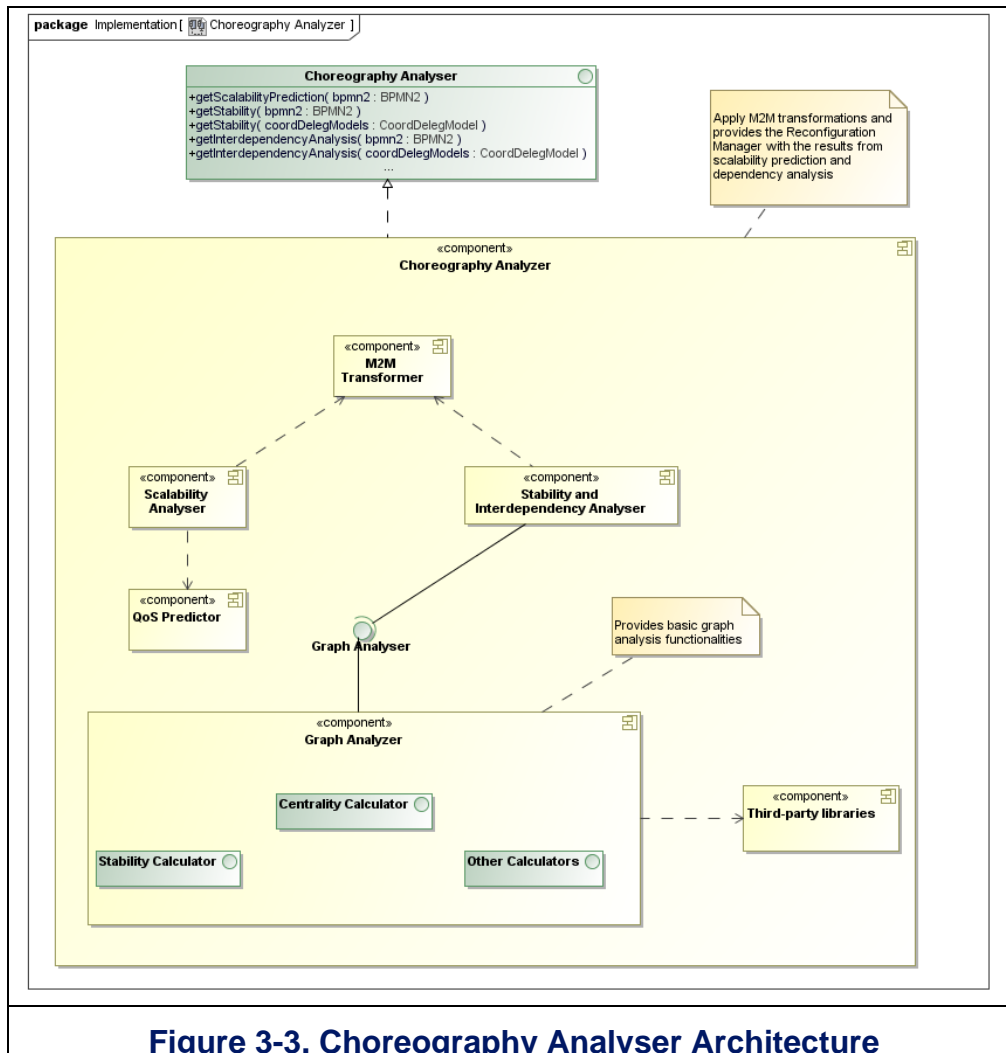 package Implementation [ Choreography Analyzer ]
Choreography Analyser
+getScalabilityPrediction( bpmn2 : BPMN2 )
+getStability( bpmn2 : BPMN2 )
+getStability( coordDelegModels : CoordDelegModel )
+getInterdependencyAnalysis( bpmn2 : BPMN2 )
+getInterdependencyAnalysis( coordDelegModels : CoordDelegModel )
...
Apply M2M transformations and
provides the Reconfiguration
Manager with the results from
scalability prediction and
dependency analysis
«component»
Choreography Analyzer
«component»
M2M
Transformer
«component»
Scalability
Analyser
«component»
Stability and
Interdependency Analyser
«component»
QoS Predictor
Graph Analyser
Provides basic graph
analysis functionalities
«component»
Graph Analyzer
Centrality Calculator
Stability Calculator
Other Calculators
«component»
Third-party libraries
Figure 3-3. Choreography Analyser Architecture